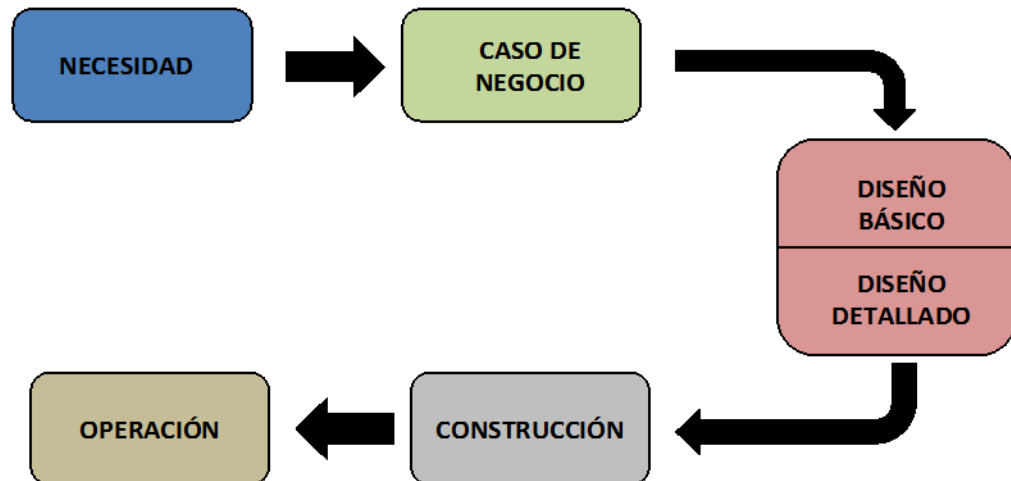 NECESIDAD
CASO DE
NEGOCIO
DISEÑO
BÁSICO
DISEÑO
DETALLADO
CONSTRUCCIÓN
OPERACIÓN